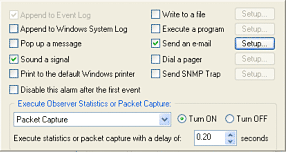 Append to Event Log
Write to a file
Setup...
Append to Windows System Log
Execute a program
Setup...
Pop up a message
Send an e-mail
Setup...
Sound a signal
Dial a pager
Setup...
Print to the default Windows printer
Send SNMP Trap
Setup...
Disable this alarm after the first event
Execute Observer Statistics or Packet Capture:
Packet Capture
Turn ON
Turn OFF
Execute statistics or packet capture with a delay of:
0.20
seconds